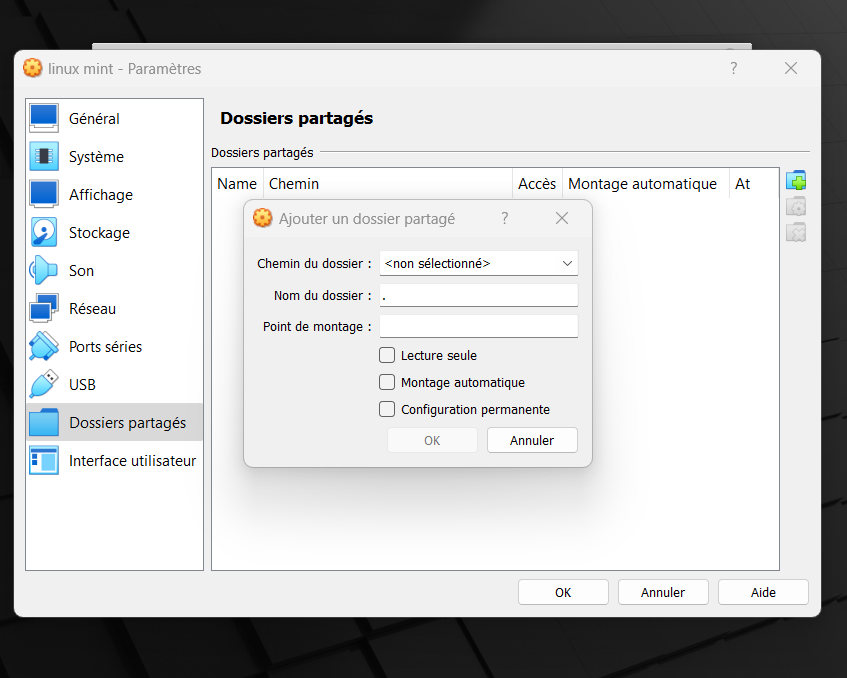 linux mint - Paramètres ?
Général
Système
Affichage
Stockage
Son
Réseau
Ports séries
USB
Dossiers partagés
Interface utilisateur
Dossiers partagés
Dossiers partagés
Name Chemin Accès Montage automatique At
Ajouter un dossier partagé ?
Chemin du dossier : <non sélectionné>
Nom du dossier : .
Point de montage :
Lecture seule
Montage automatique
Configuration permanente
OK Annuler
OK Annuler Aide